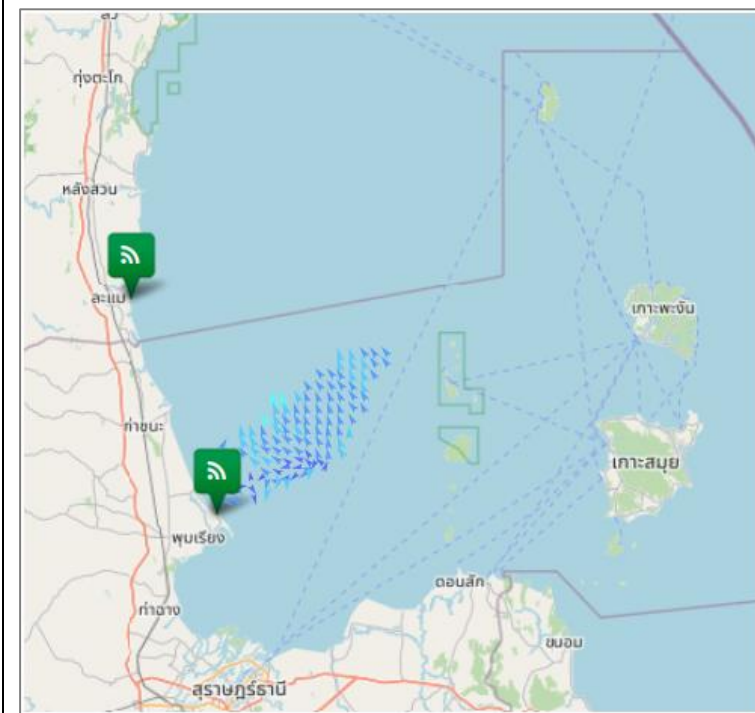 สวี
ทุ่งตะโก
หลังสวน
ละแม
เกาะพะงัน
ท่าชนะ
เกาะสมุย
พุมเรียง
ดอนสัก
ท่าฉาง
ขนอม
สุราษฎร์ธานี